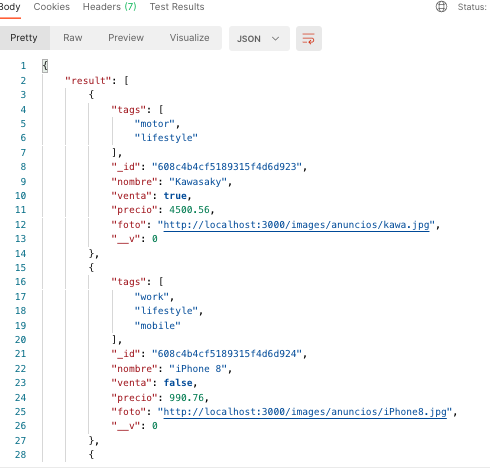 Body Cookies Headers (7) Test Results Status:
Pretty Raw Preview Visualize JSON
1 {
2 "result": [
3 {
4 "tags": [
5 "motor",
6 "lifestyle"
7 ],
8 "_id": "608c4b4cf5189315f4d6d923",
9 "nombre": "Kawasaky",
10 "venta": true,
11 "precio": 4500.56,
12 "foto": "http://localhost:3000/images/anuncios/kawa.jpg",
13 "__v": 0
14 },
15 {
16 "tags": [
17 "work",
18 "lifestyle",
19 "mobile"
20 ],
21 "_id": "608c4b4cf5189315f4d6d924",
22 "nombre": "iPhone 8",
23 "venta": false,
24 "precio": 990.76,
25 "foto": "http://localhost:3000/images/anuncios/iPhone8.jpg",
26 "__v": 0
27 },
28 {